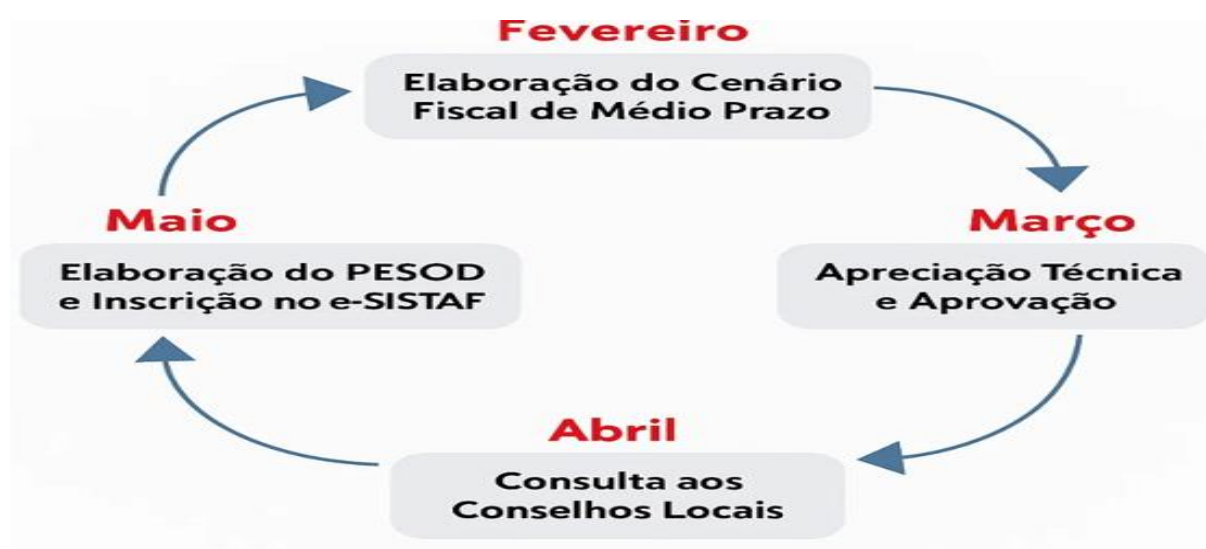 Fevereiro
Elaboração do Cenário
Fiscal de Médio Prazo
Março
Apreciação Técnica
e Aprovação
Abril
Consulta aos
Conselhos Locais
Maio
Elaboração do PESOD
e Inscrição no e-SISTAF